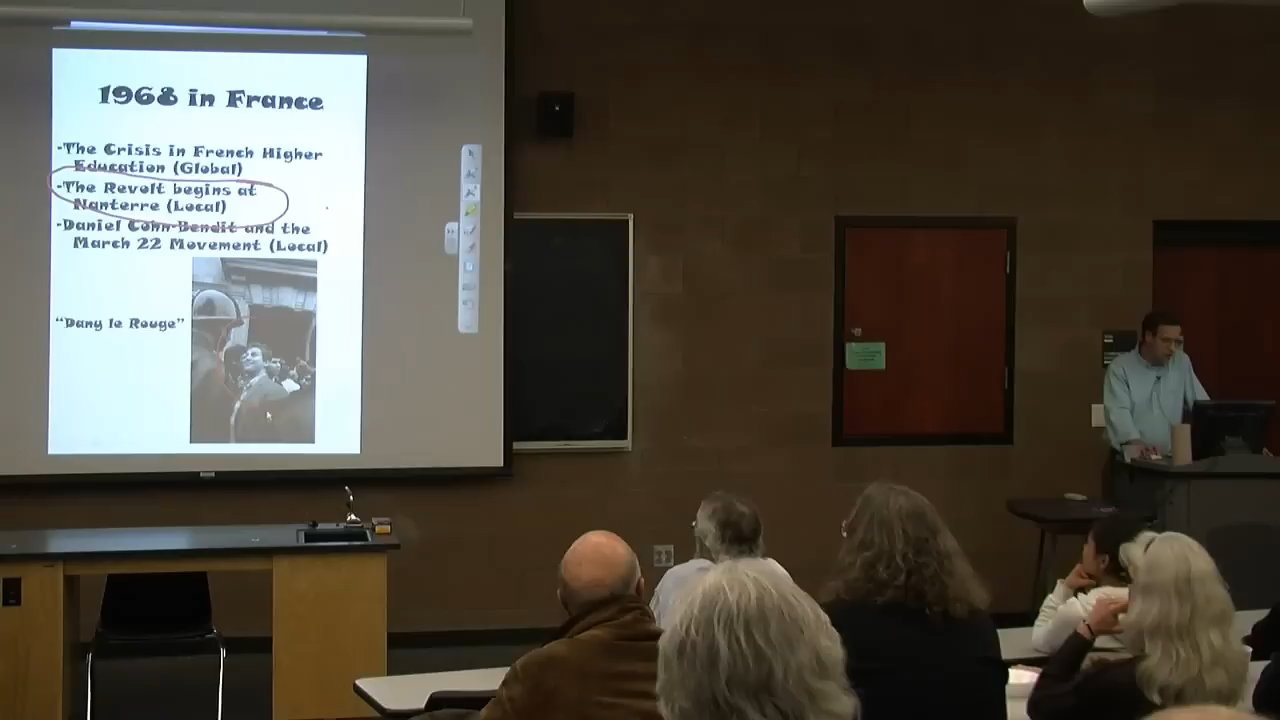 1968 in France
-The Crisis in French Higher
Education (Global)
-The Revolt begins at
Nanterre (Local)
-Daniel Cohn-Bendit and the
March 22 Movement (Local)
"Dany le Rouge"